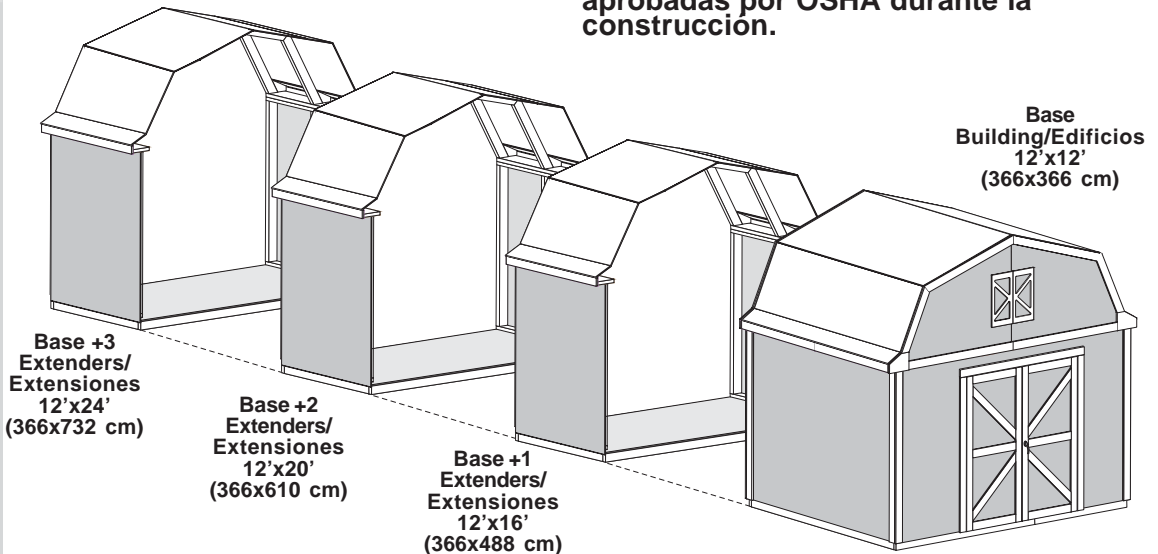 aprobadas por OSHA durante la
construcción.
Base
Building/Edificios
12’x12’
(366x366 cm)
Base +3
Extenders/
Extensiones
12’x24’
(366x732 cm)
Base +2
Extenders/
Extensiones
12’x20’
(366x610 cm)
Base +1
Extenders/
Extensiones
12’x16’
(366x488 cm)